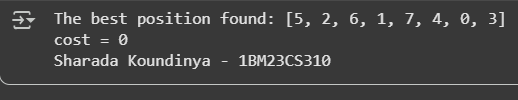 The best position found: [5, 2, 6, 1, 7, 4, 0, 3]
cost = 0
Sharada Koundinya - 1BM23CS310